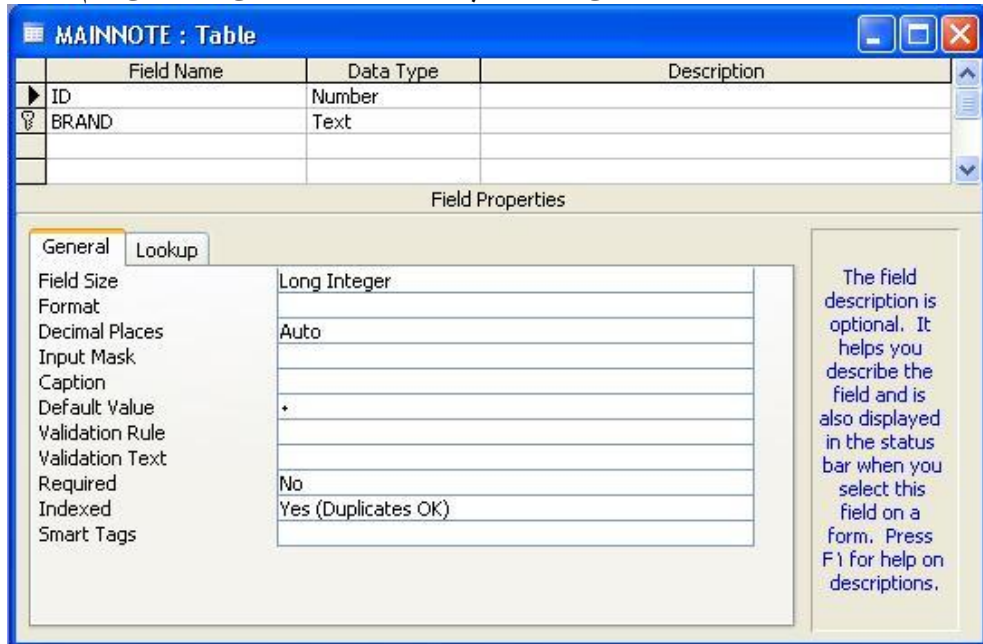 MAINNOTE : Table
Field Name Data Type Description
ID Number
BRAND Text
Field Properties
General Lookup
Field Size Long Integer
Format
Decimal Places Auto
Input Mask
Caption
Default Value ٠
Validation Rule
Validation Text
Required No
Indexed Yes (Duplicates OK)
Smart Tags
The field
description is
optional. It
helps you
describe the
field and is
also displayed
in the status
bar when you
select this
field on a
form. Press
F١ for help on
descriptions.